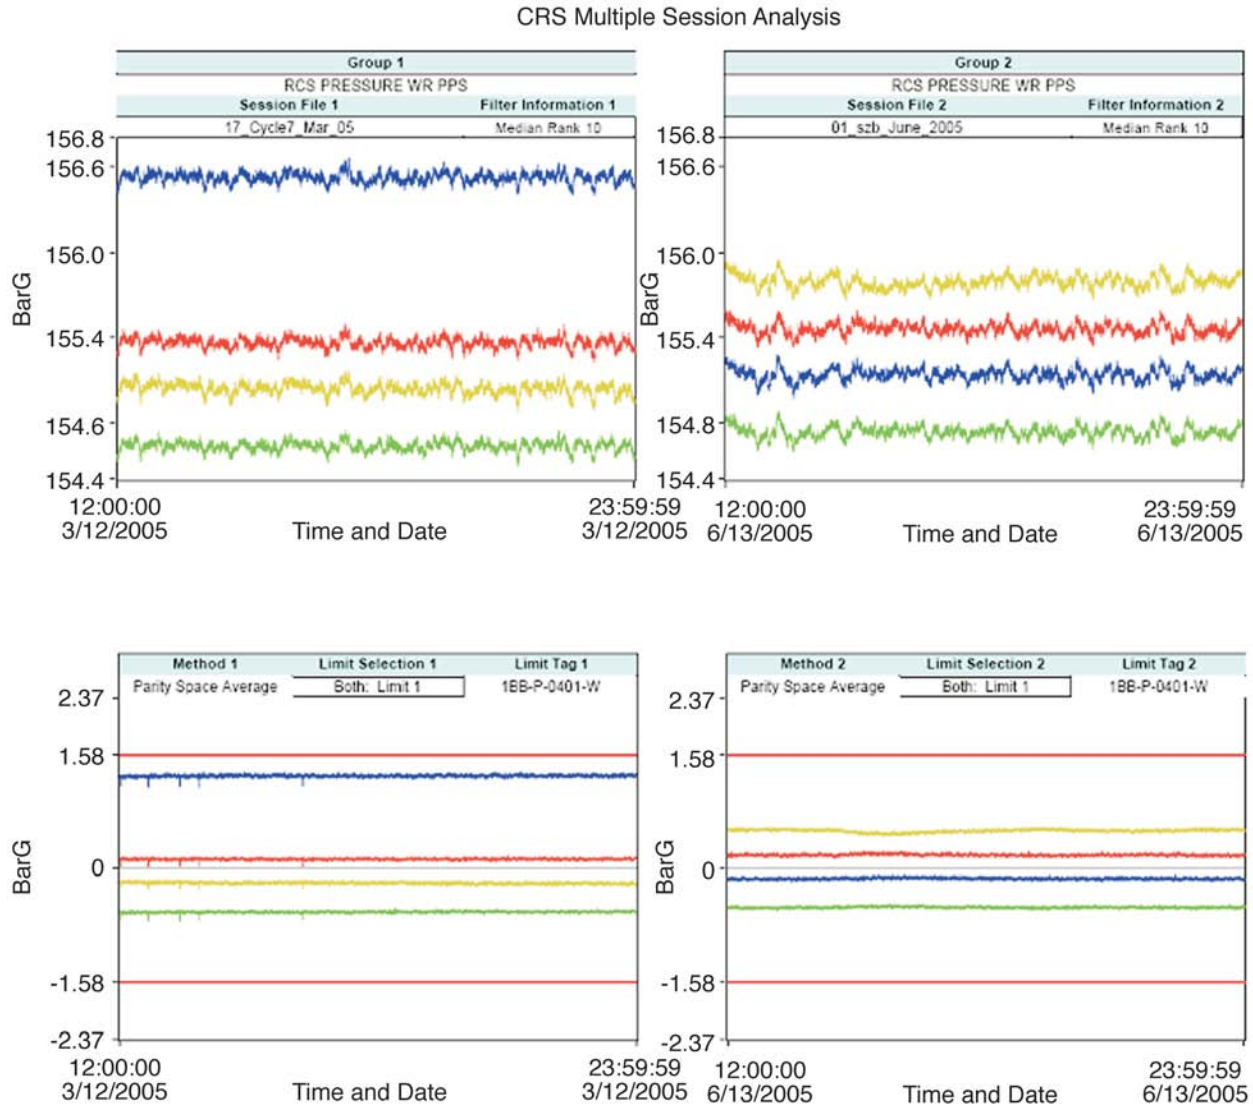 CRS Multiple Session Analysis
Group 1
RCS PRESSURE WR PPS
Session File 1 Filter Information 1
17_Cycle7_Mar_05 Median Rank 10
156.8
156.6
156.0
155.4
154.6
154.4
BarG
12:00:00 23:59:59
3/12/2005 Time and Date 3/12/2005
Group 2
RCS PRESSURE WR PPS
Session File 2 Filter Information 2
01_szb_June_2005 Median Rank 10
156.8
156.6
156.0
155.4
154.8
154.4
BarG
12:00:00 23:59:59
6/13/2005 Time and Date 6/13/2005
Method 1 Limit Selection 1 Limit Tag 1
Parity Space Average Both: Limit 1 1BB-P-0401-W
2.37
1.58
0
-1.58
-2.37
BarG
12:00:00 23:59:59
3/12/2005 Time and Date 3/12/2005
Method 2 Limit Selection 2 Limit Tag 2
Parity Space Average Both: Limit 1 1BB-P-0401-W
2.37
1.58
0
-1.58
-2.37
BarG
12:00:00 23:59:59
6/13/2005 Time and Date 6/13/2005